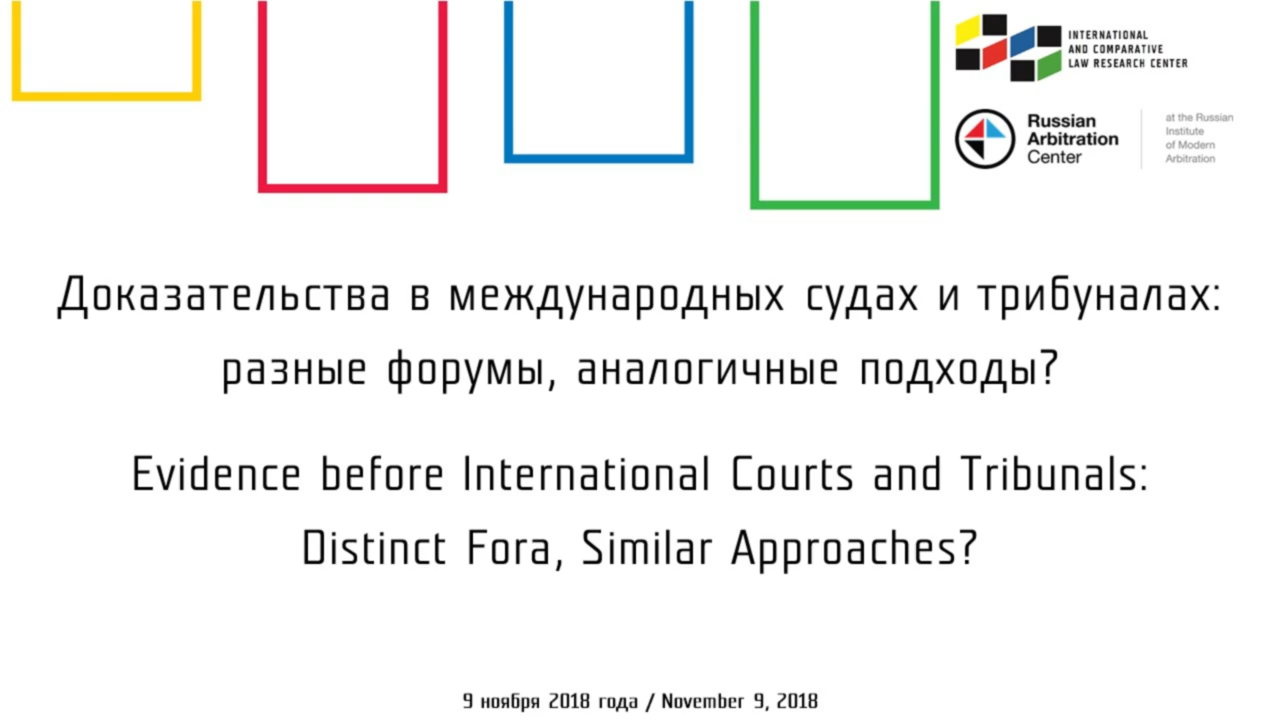 INTERNATIONAL
AND COMPARATIVE
LAW RESEARCH CENTER
Russian
Arbitration
Center
at the Russian
Institute
of Modern
Arbitration
Доказательства в международных судах и трибуналах:
разные форумы, аналогичные подходы?
Evidence before International Courts and Tribunals:
Distinct Fora, Similar Approaches?
9 ноября 2018 года / November 9, 2018